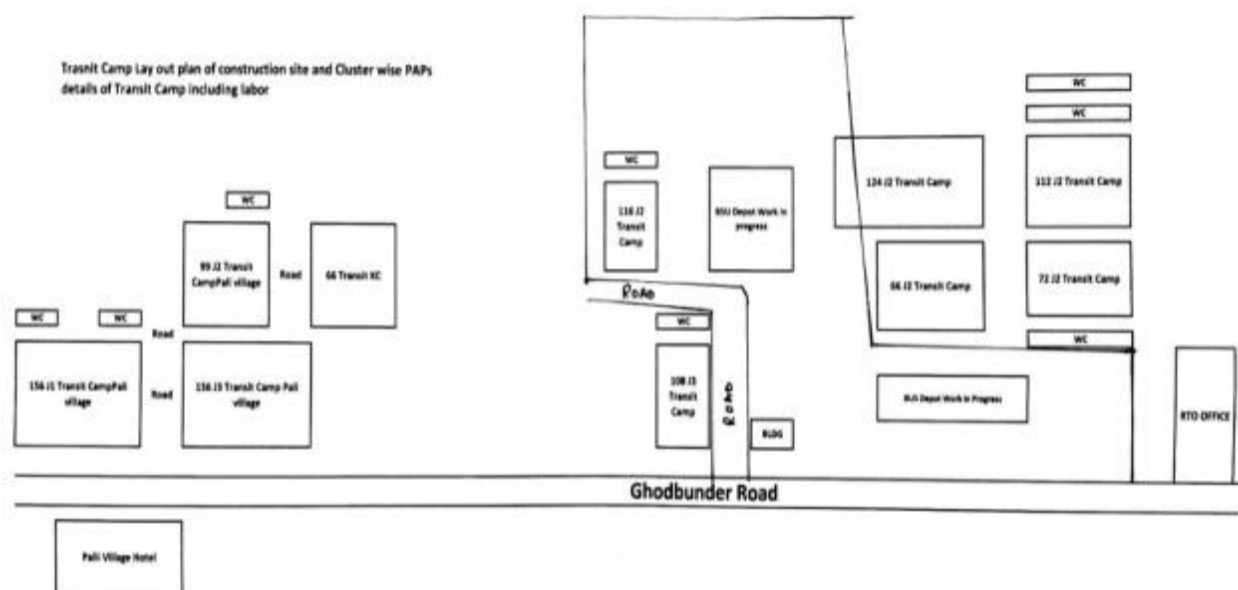 Trasnit Camp Lay out plan of construction site and Cluster wise PAPs
details of Transit Camp including labor
WC
WC
WC
124 J2 Transit Camp
112 J2 Transit Camp
WC
116 J2
Transit
Camp
Depot Work in
progress
99 J2 Transit
CampPali village
Road
66 Transit KC
66 J2 Transit Camp
72 J2 Transit Camp
ROAD
WC
WC
WC
WC
Road
156 J1 Transit CampPali
village
Road
156 J3 Transit Camp Pali
village
108 J3
Transit
Camp
ROAD
BLDG
Depot Work in Progress
RTO OFFICE
Ghodbunder Road
Palli Village Hotel